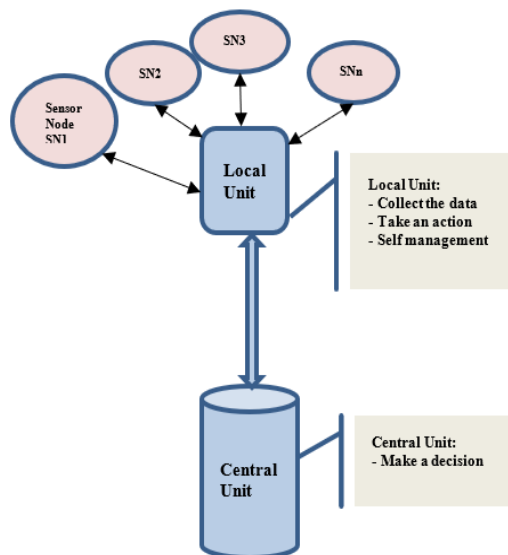 SN3
SN2
SNn
Sensor
Node
SN1
Local
Unit
Local Unit:
- Collect the data
- Take an action
- Self management
Central
Unit
Central Unit:
- Make a decision